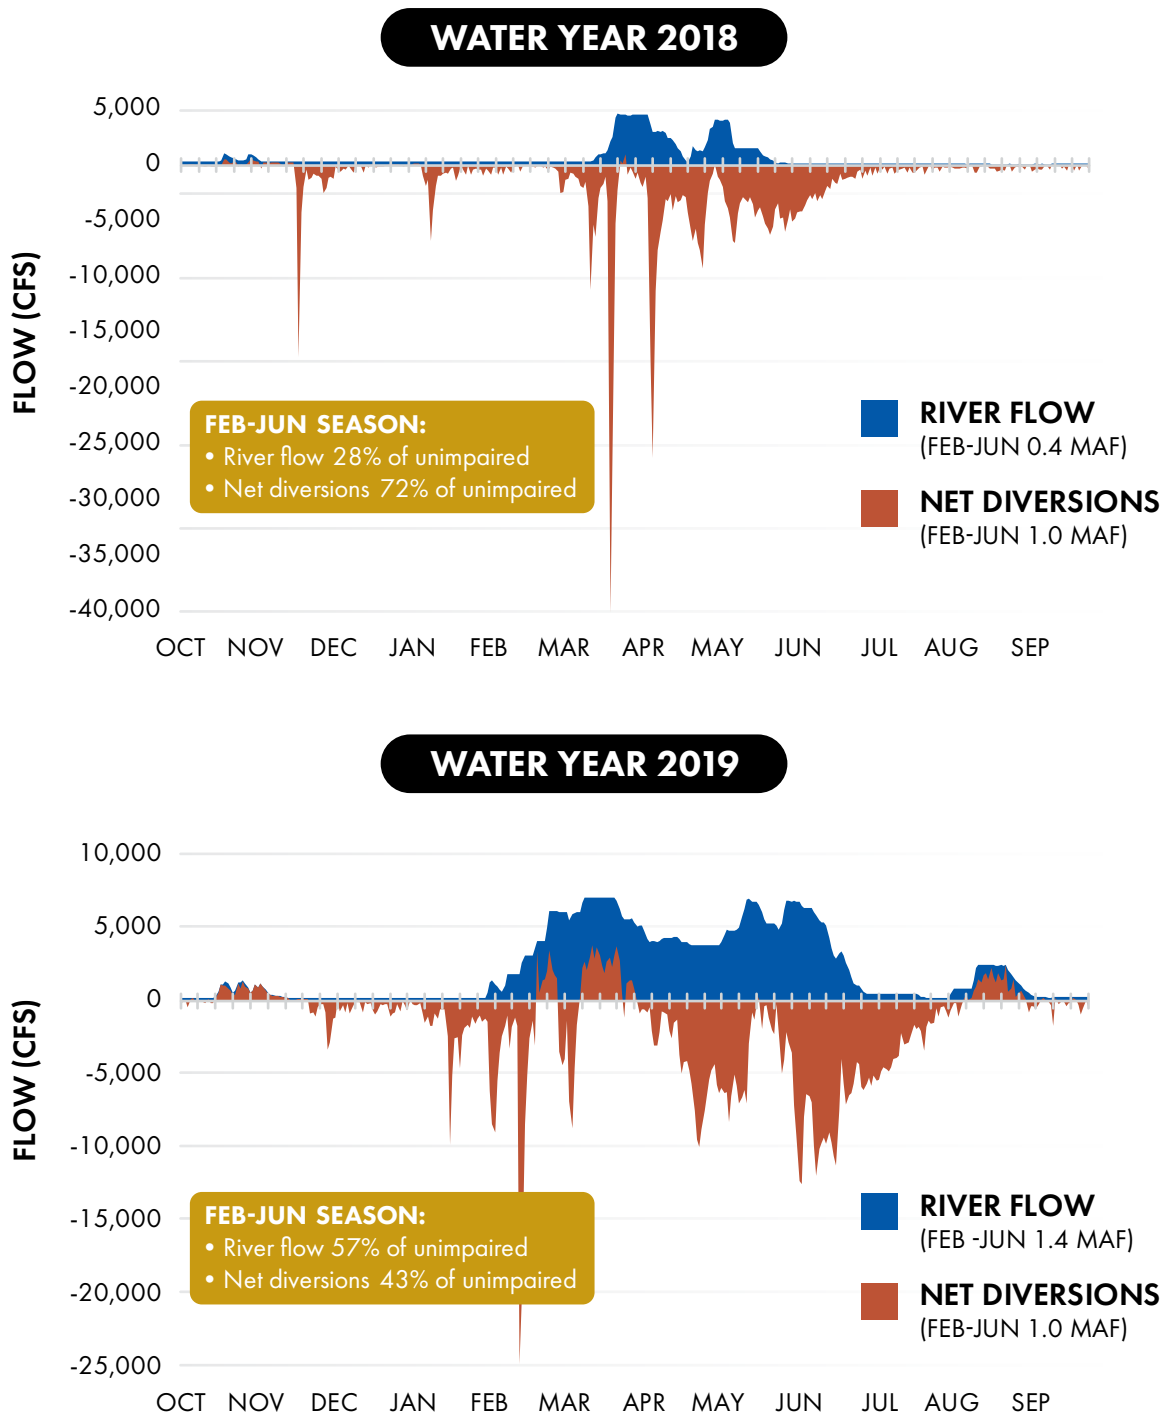 WATER YEAR 2018
5,000
0
-5,000
-10,000
-15,000
-20,000
-25,000
-30,000
-35,000
-40,000
FLOW (CFS)
FEB-JUN SEASON:
• River flow 28% of unimpaired
• Net diversions 72% of unimpaired
RIVER FLOW
(FEB-JUN 0.4 MAF)
NET DIVERSIONS
(FEB-JUN 1.0 MAF)
OCT NOV DEC JAN FEB MAR APR MAY JUN JUL AUG SEP
WATER YEAR 2019
10,000
5,000
0
-5,000
-10,000
-15,000
-20,000
-25,000
FLOW (CFS)
FEB-JUN SEASON:
• River flow 57% of unimpaired
• Net diversions 43% of unimpaired
RIVER FLOW
(FEB -JUN 1.4 MAF)
NET DIVERSIONS
(FEB-JUN 1.0 MAF)
OCT NOV DEC JAN FEB MAR APR MAY JUN JUL AUG SEP